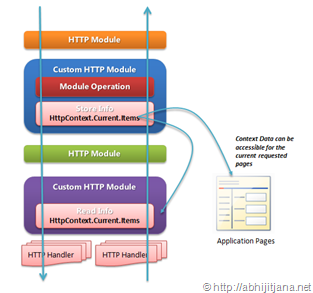 HTTP Module
Custom HTTP Module
Module Operation
Store Info
HttpContext.Current.Items
Context Data can be
accessible for the
current requested
pages
HTTP Module
Custom HTTP Module
Read Info
HttpContext.Current.Items
Application Pages
HTTP Handler
HTTP Handler
© http://abhijitjana.net